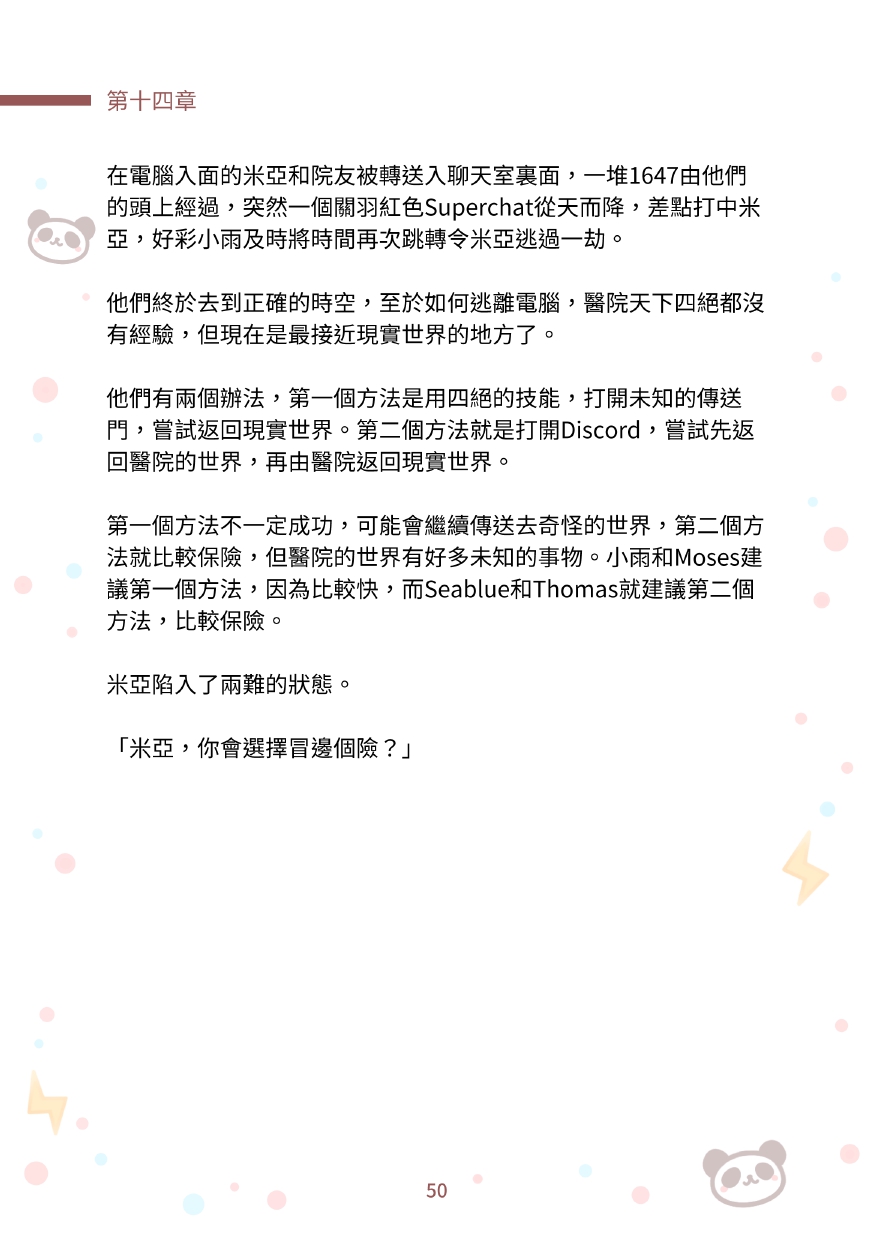 第十四章
在電腦入面的米亞和院友被轉送入聊天室裏面，一堆1647由他們
的頭上經過，突然一個關羽紅色Superchat從天而降，差點打中米
亞，好彩小雨及時將時間再次跳轉令米亞逃過一劫。
他們終於去到正確的時空，至於如何逃離電腦，醫院天下四絕都沒
有經驗，但現在是最接近現實世界的地方了。
他們有兩個辦法，第一個方法是用四絕的技能，打開未知的傳送
門，嘗試返回現實世界。第二個方法就是打開Discord，嘗試先返
回醫院的世界，再由醫院返回現實世界。
第一個方法不一定成功，可能會繼續傳送去奇怪的世界，第二個方
法就比較保險，但醫院的世界有好多未知的事物。小雨和Moses建
議第一個方法，因為比較快，而Seablue和Thomas就建議第二個
方法，比較保險。
米亞陷入了兩難的狀態。
「米亞，你會選擇冒邊個險？」
50